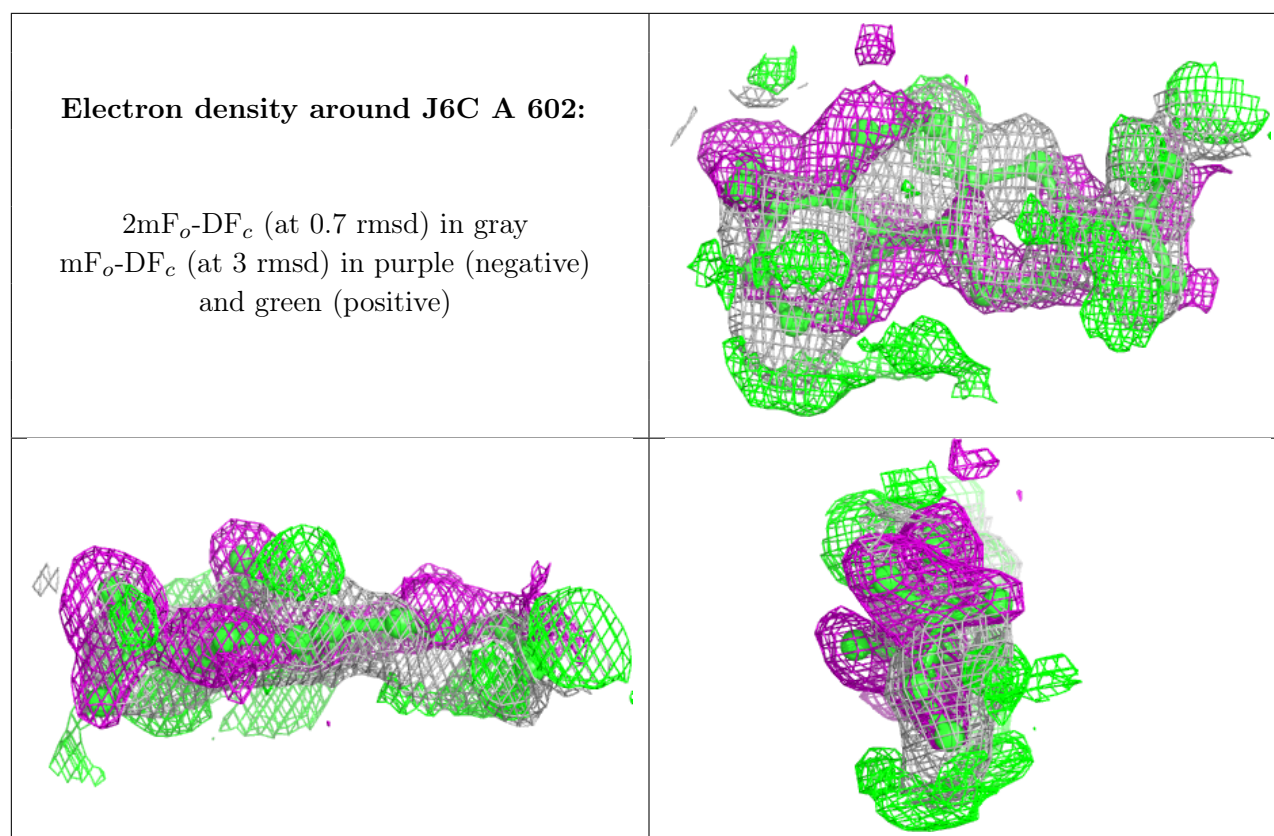 Electron density around J6C A 602:
2mFo-DFc (at 0.7 rmsd) in gray
mFo-DFc (at 3 rmsd) in purple (negative)
and green (positive)